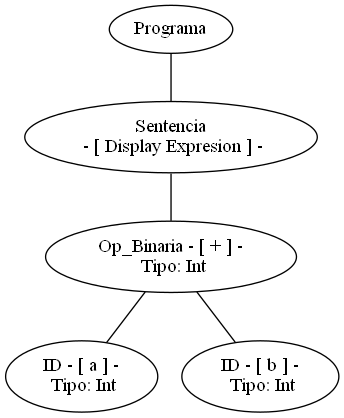 Programa
Sentencia
- [ Display Expresion ] -
Op_Binaria - [ + ] -
Tipo: Int
ID - [ a ] -
Tipo: Int
ID - [ b ] -
Tipo: Int